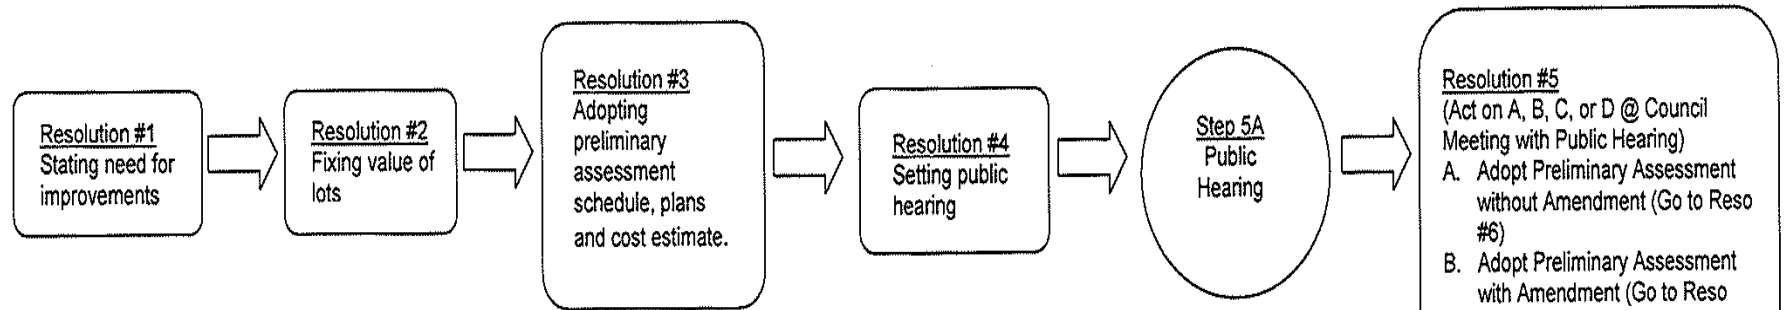 Resolution #1
Stating need for
improvements
Resolution #2
Fixing value of
lots
Resolution #3
Adopting
preliminary
assessment
schedule, plans
and cost estimate.
Resolution #4
Setting public
hearing
Step 5A
Public
Hearing
Resolution #5
(Act on A, B, C, or D @ Council
Meeting with Public Hearing)
A. Adopt Preliminary Assessment
without Amendment (Go to Reso
#6)
B. Adopt Preliminary Assessment
with Amendment (Go to Reso